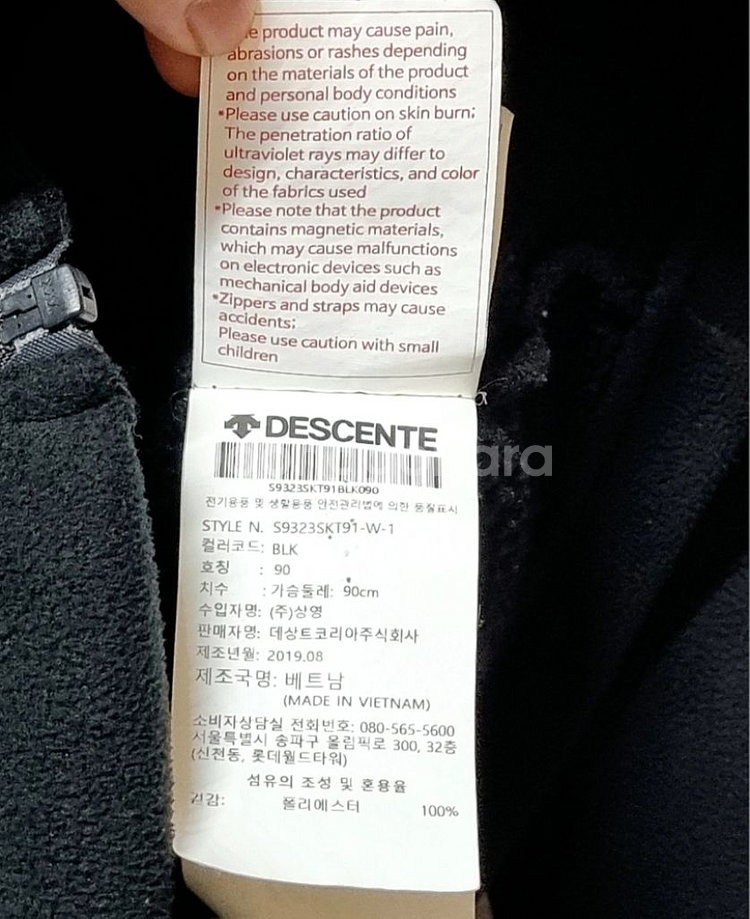 product may cause pain,
abrasions or rashes depending
on the materials of the product
and personal body conditions
*Please use caution on skin burn;
The penetration ratio of
ultraviolet rays may differ to
design, characteristics, and color
of the fabrics used
*Please note that the product
contains magnetic materials,
which may cause malfunctions
on electronic devices such as
mechanical body aid devices
*Zippers and straps may cause
accidents;
Please use caution with small
children
DESCENTE
S9323SKT91BLK090
전기용품 및 생활용품 안전관리법에 의한 품질표시
STYLE N. S9323SKT91-W-1
컬러코드: BLK
호칭 : 90
치수 : 가슴둘레: 90cm
수입자명: (주)상영
판매자명: 데상트코리아주식회사
제조년월: 2019.08
제조국명: 베트남
(MADE IN VIETNAM)
소비자상담실 전화번호: 080-565-5600
서울특별시 송파구 올림픽로 300, 32층
(신천동, 롯데월드타워)
섬유의 조성 및 혼용율
겉감: 폴리에스터 100%